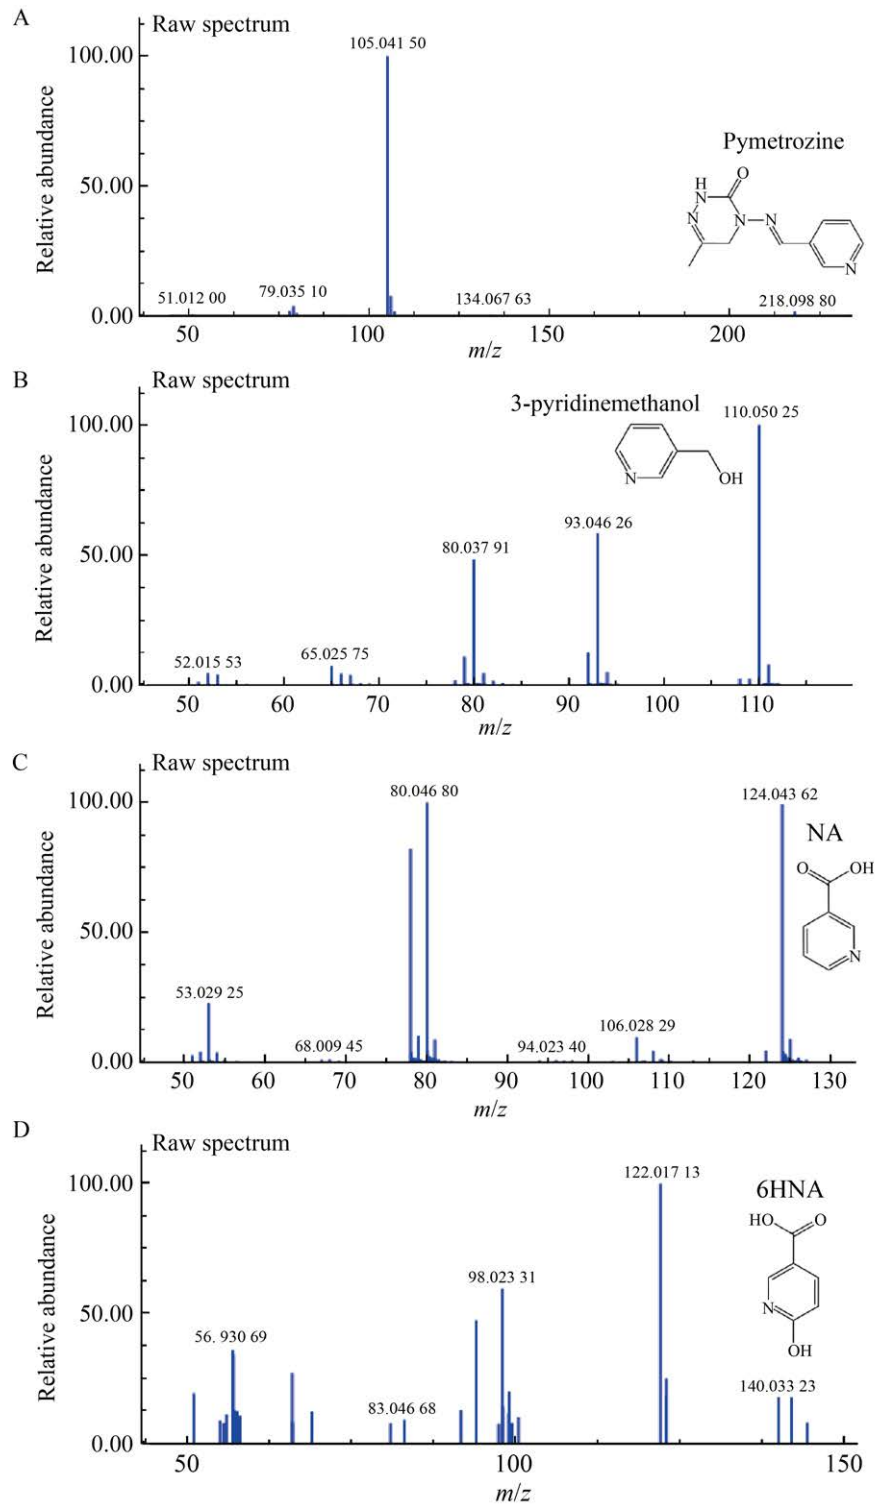 A
Raw spectrum
105.041 50
100.00
Pymetrozine
H
N
O
N
N
N
N
50.00
Relative abundance
51.012 00
79.035 10
134.067 63
218.098 80
0.00
50
100
150
200
m/z
B
Raw spectrum
3-pyridinemethanol
110.050 25
100.00
N
OH
93.046 26
80.037 91
50.00
Relative abundance
52.015 53
65.025 75
0.00
50
60
70
80
90
100
110
m/z
C
Raw spectrum
80.046 80
124.043 62
100.00
NA
O
OH
N
50.00
Relative abundance
53.029 25
68.009 45
94.023 40
106.028 29
0.00
50
60
70
80
90
100
110
120
130
m/z
D
Raw spectrum
122.017 13
100.00
6HNA
HO
O
N
OH
98.023 31
50.00
Relative abundance
56. 930 69
83.046 68
140.033 23
0.00
50
100
150
m/z